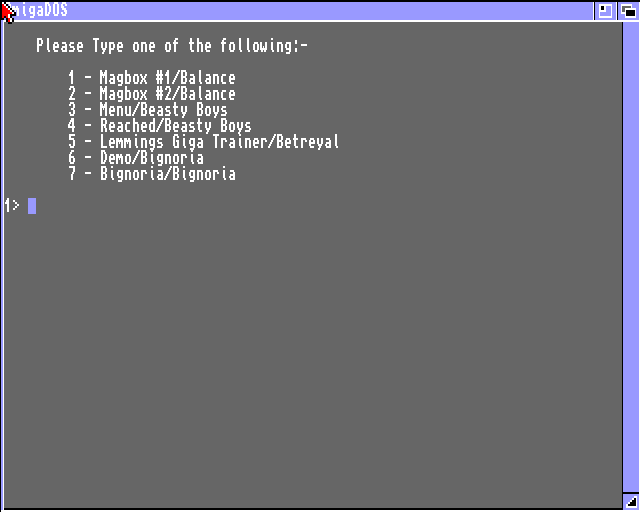 migaDOS
Please Type one of the following:-
1 - Magbox #1/Balance
2 - Magbox #2/Balance
3 - Menu/Beasty Boys
4 - Reached/Beasty Boys
5 - Lemmings Giga Trainer/Betreyal
6 - Demo/Bignoria
7 - Bignoria/Bignoria
1>